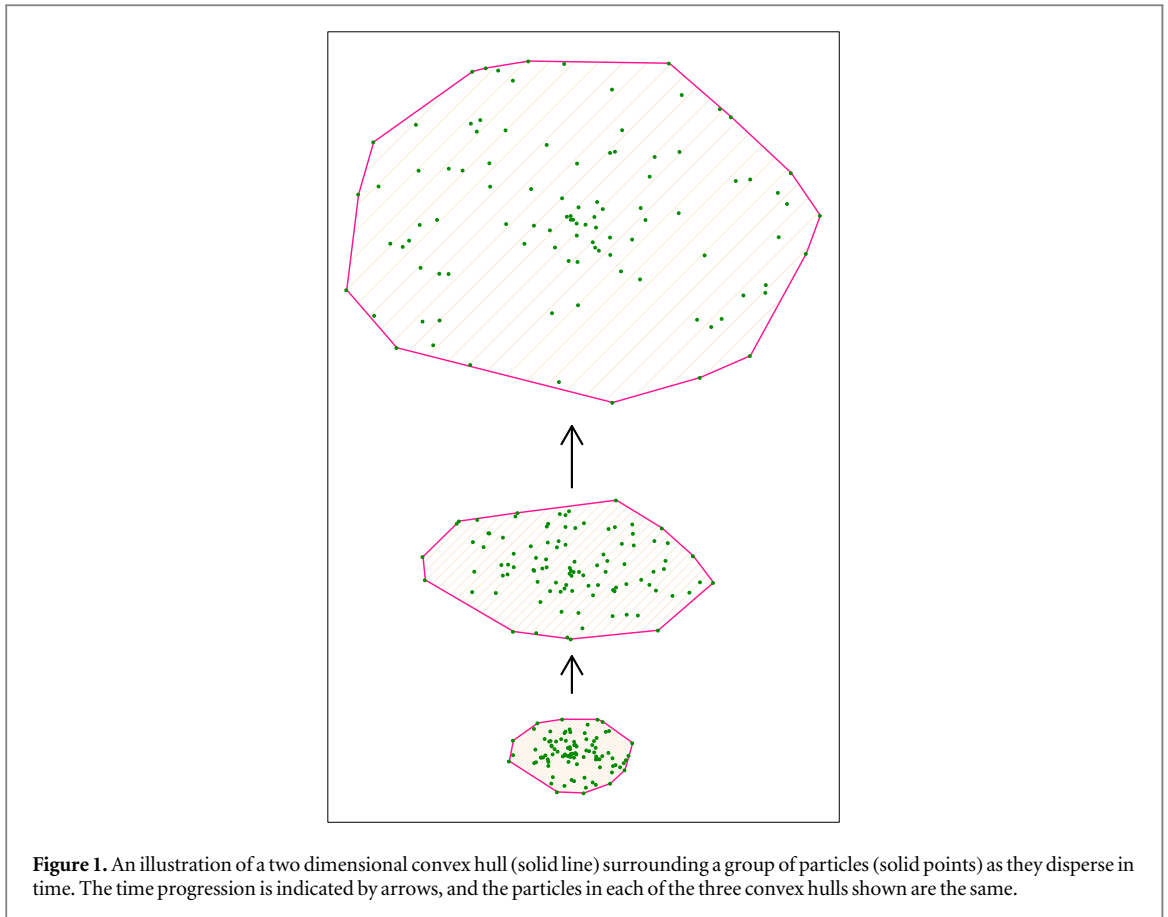 Figure 1. An illustration of a two dimensional convex hull (solid line) surrounding a group of particles (solid points) as they disperse in
time. The time progression is indicated by arrows, and the particles in each of the three convex hulls shown are the same.